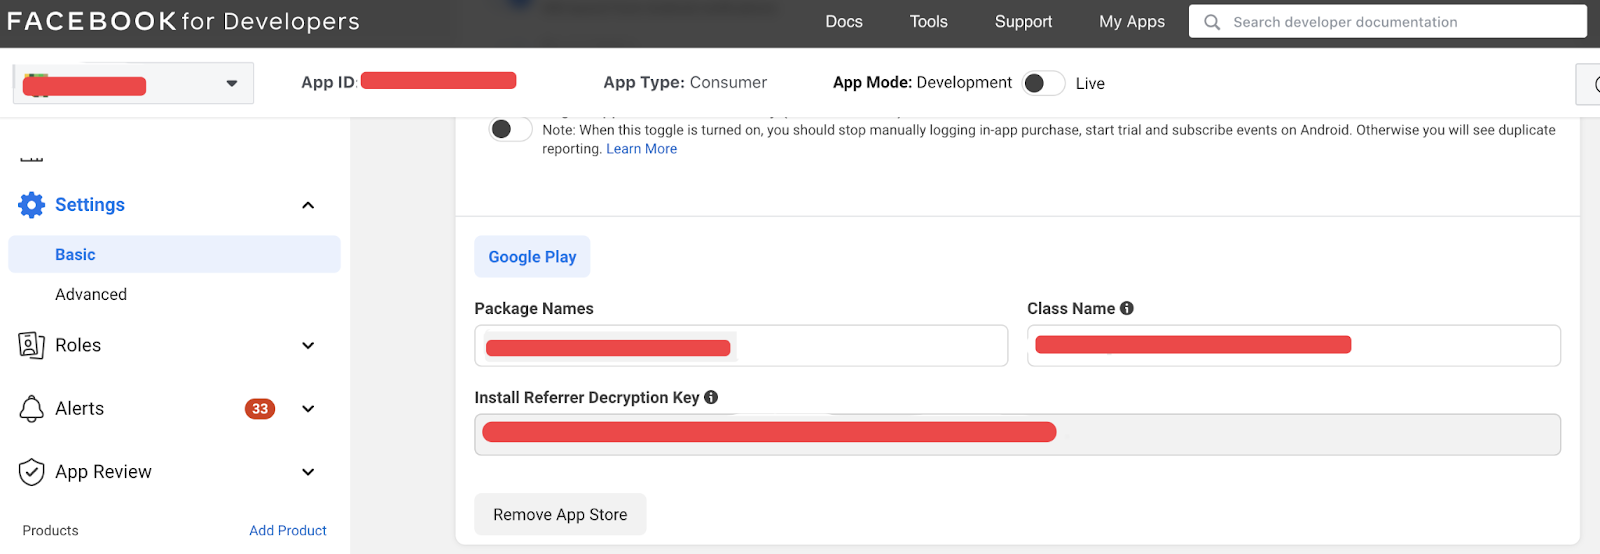 FACEBOOK for Developers
Docs
Tools
Support
My Apps
Search developer documentation
App ID:
App Type: Consumer
App Mode: Development
Live
Note: When this toggle is turned on, you should stop manually logging in-app purchase, start trial and subscribe events on Android. Otherwise you will see duplicate
reporting. Learn More
Settings
Basic
Advanced
Roles
Alerts
33
App Review
Products
Add Product
Google Play
Package Names
Class Name
Install Referrer Decryption Key
Remove App Store